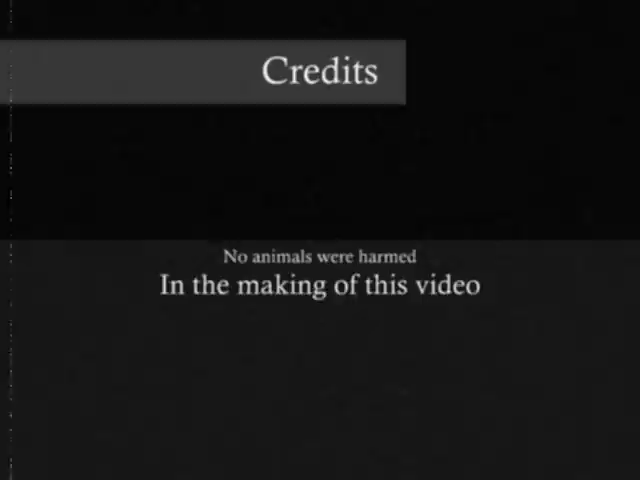 Credits
No animals were harmed
In the making of this video